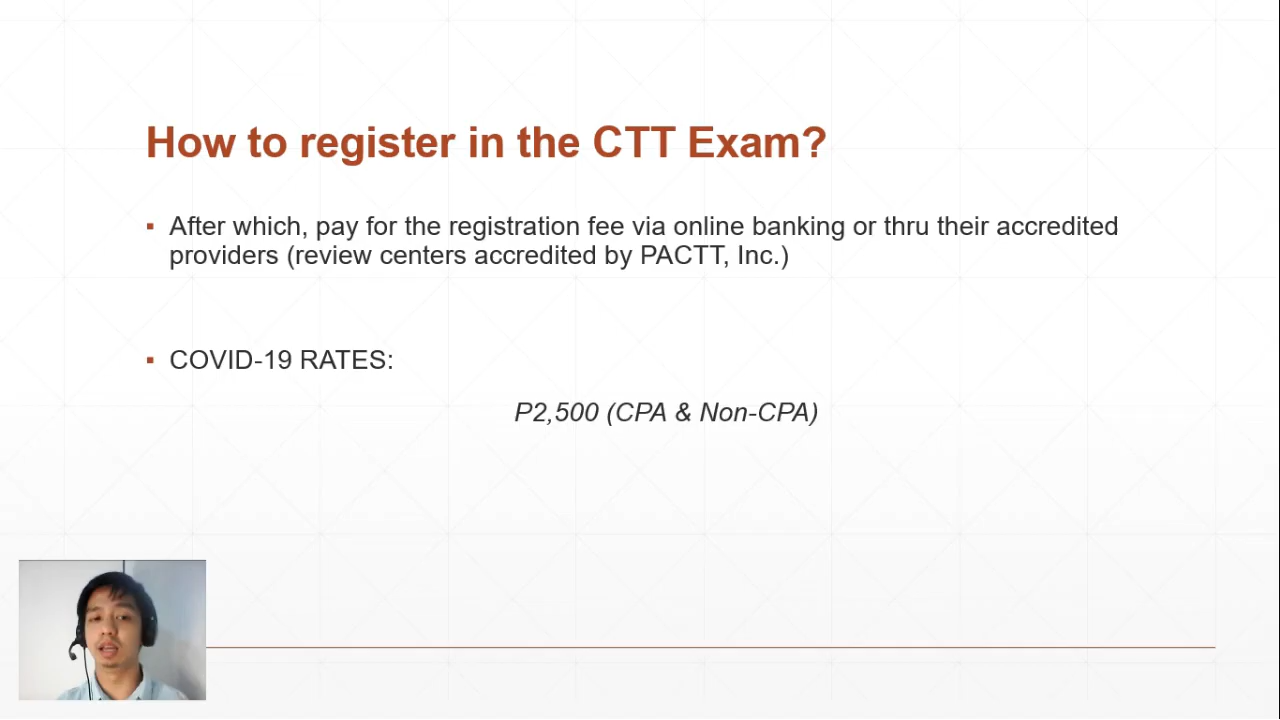 How to register in the CTT Exam?
▪ After which, pay for the registration fee via online banking or thru their accredited
providers (review centers accredited by PACTT, Inc.)
▪ COVID-19 RATES:
P2,500 (CPA & Non-CPA)